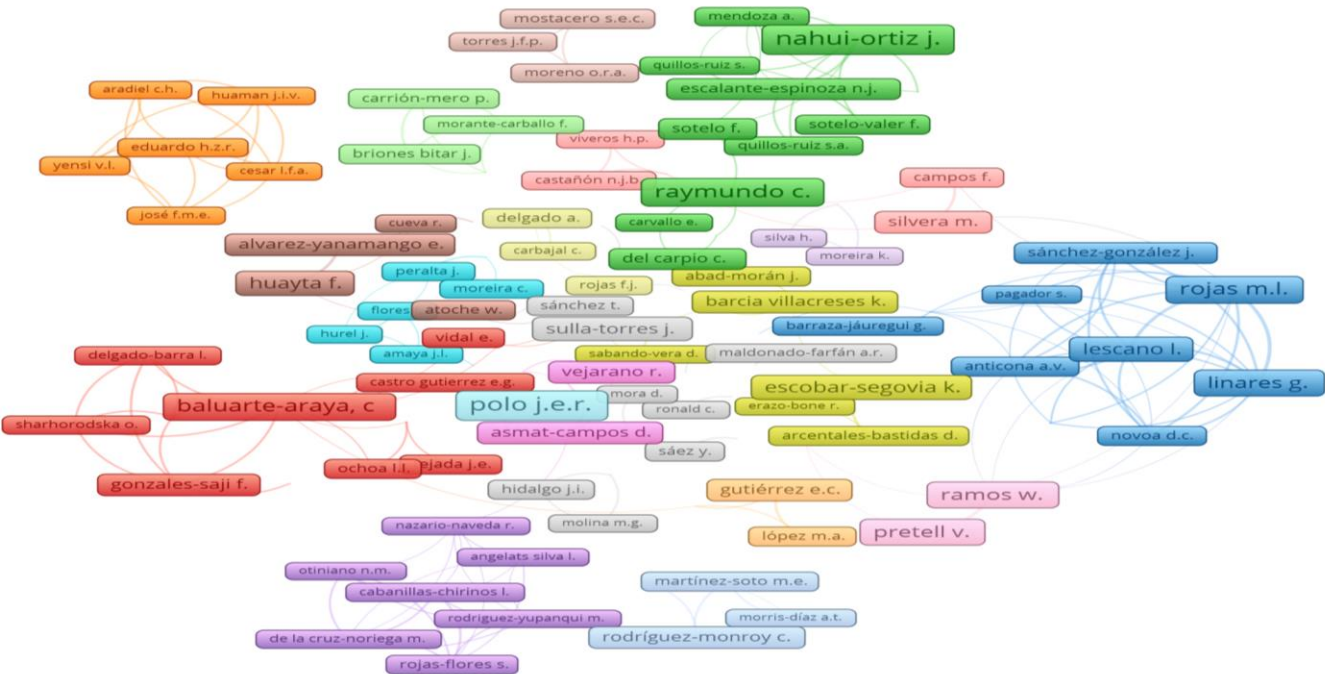 mostacero s.e.c.
mendoza a.
torres j.f.p.
nahui-ortiz j.
quillos-ruiz s.
moreno o.r.a.
aradiel c.h.
huaman j.i.v.
escalante-espinoza n.j.
carrión-mero p.
morante-carballo f.
sotelo f.
sotelo-valer f.
viveros h.p.
quillos-ruiz s.a.
eduardo h.z.r.
briones bitar j.
yensi v.l.
cesar l.f.a.
castañón n.j.b.
campos f.
raymundo c.
josé f.m.e.
cueva r.
delgado a.
carvallo e.
silvera m.
alvarez-yanamango e.
silva h.
carbajal c.
moreira k.
sánchez-gonzález j.
del carpio c.
peralta j.
abad-morán j.
huayta f.
moreira c.
rojas f.j.
pagador s.
rojas m.l.
flores
atoche w.
sánchez t.
barcia villacreses k.
hurel j.
vidal e.
sulla-torres j.
barraza-jáuregui g.
delgado-barra l.
amaya j.l.
sabando-vera d.
maldonado-farfán a.r.
lescano l.
vejarano r.
anticona a.v.
castro gutierrez e.g.
escobar-segovia k.
linares g.
mora d.
baluarte-araya, c
polo j.e.r.
ronald c.
erazo-bone r.
sharhorodska o.
asmat-campos d.
arcentales-bastidas d.
novoa d.c.
sáez y.
ochoa l.l.
ejada j.e.
gonzales-saji f.
hidalgo j.i.
gutiérrez e.c.
ramos w.
nazario-naveda r.
molina m.g.
lópez m.a.
pretell v.
angelats silva l.
otiniano n.m.
martínez-soto m.e.
cabanillas-chirinos l.
rodriguez-yupanqui m.
morris-díaz a.t.
de la cruz-noriega m.
rodríguez-monroy c.
rojas-flores s.